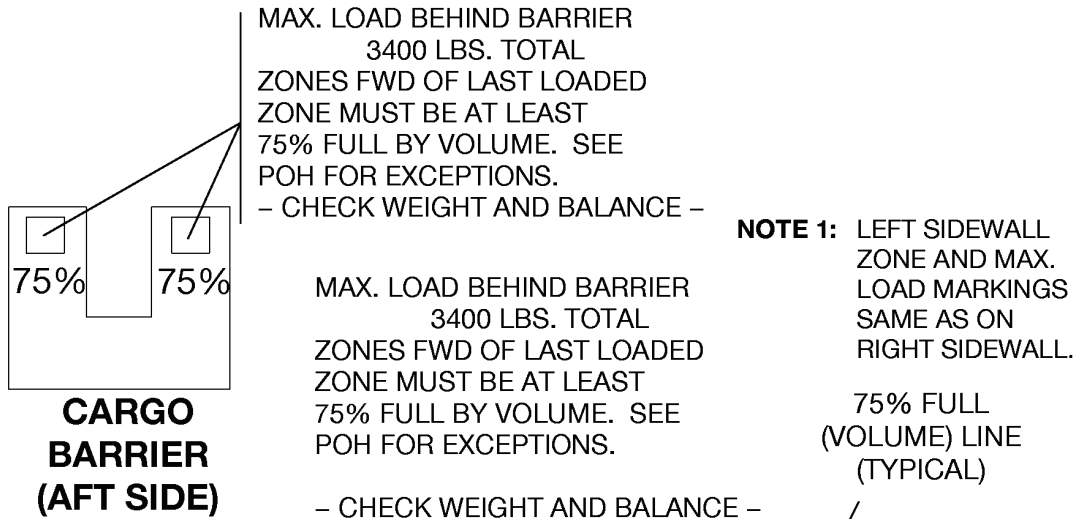 MAX. LOAD BEHIND BARRIER
3400 LBS. TOTAL
ZONES FWD OF LAST LOADED
ZONE MUST BE AT LEAST
75% FULL BY VOLUME. SEE
POH FOR EXCEPTIONS.
– CHECK WEIGHT AND BALANCE –
75% 75%
CARGO
BARRIER
(AFT SIDE)
MAX. LOAD BEHIND BARRIER
3400 LBS. TOTAL
ZONES FWD OF LAST LOADED
ZONE MUST BE AT LEAST
75% FULL BY VOLUME. SEE
POH FOR EXCEPTIONS.
– CHECK WEIGHT AND BALANCE –
NOTE 1: LEFT SIDEWALL
ZONE AND MAX.
LOAD MARKINGS
SAME AS ON
RIGHT SIDEWALL.
75% FULL
(VOLUME) LINE
(TYPICAL)